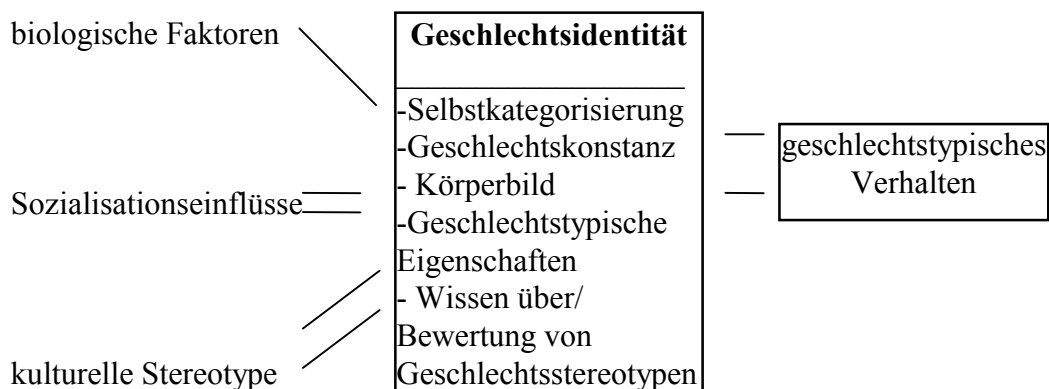 biologische Faktoren
Sozialisationseinflüsse
kulturelle Stereotype
Geschlechtsidentität
-Selbstkategorisierung
-Geschlechtskonstanz
- Körperbild
-Geschlechtstypische
Eigenschaften
- Wissen über/
Bewertung von
Geschlechtsstereotypen
geschlechtstypisches
Verhalten